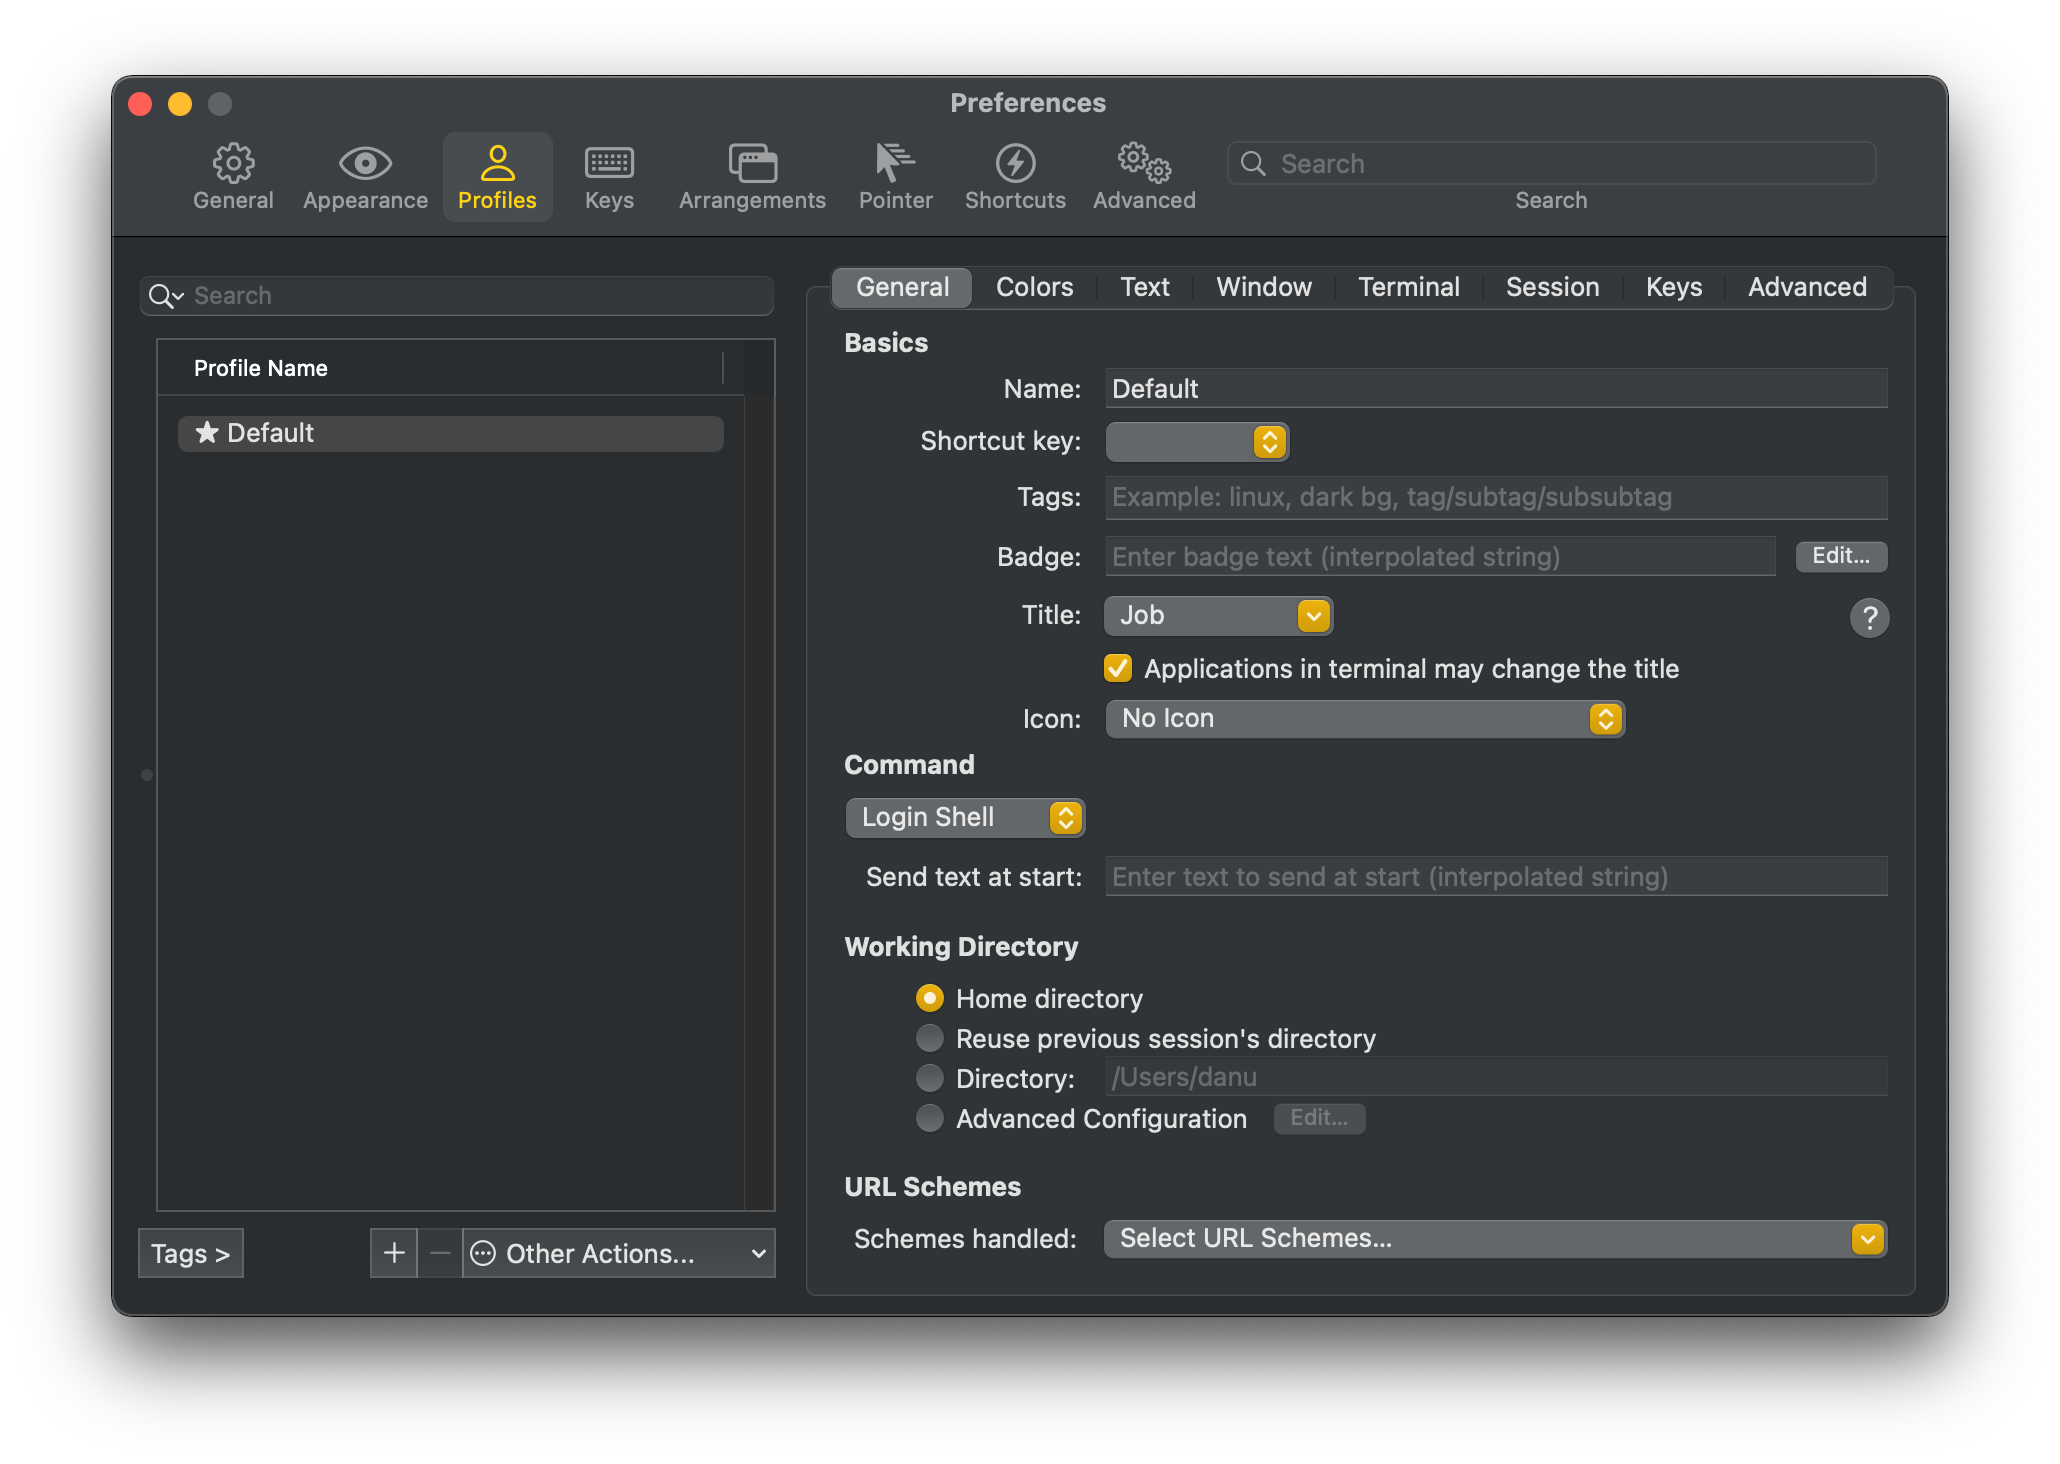 Preferences
General Appearance Profiles Keys Arrangements Pointer Shortcuts Advanced Search
Search
Search
Profile Name
Default
Tags >
Other Actions...
General Colors Text Window Terminal Session Keys Advanced
Basics
Name: Default
Shortcut key:
Tags: Example: linux, dark bg, tag/subtag/subsubtag
Badge: Enter badge text (interpolated string) Edit...
Title: Job ?
Applications in terminal may change the title
Icon: No Icon
Command
Login Shell
Send text at start: Enter text to send at start (interpolated string)
Working Directory
Home directory
Reuse previous session's directory
Directory: /Users/danu
Advanced Configuration Edit...
URL Schemes
Schemes handled: Select URL Schemes...